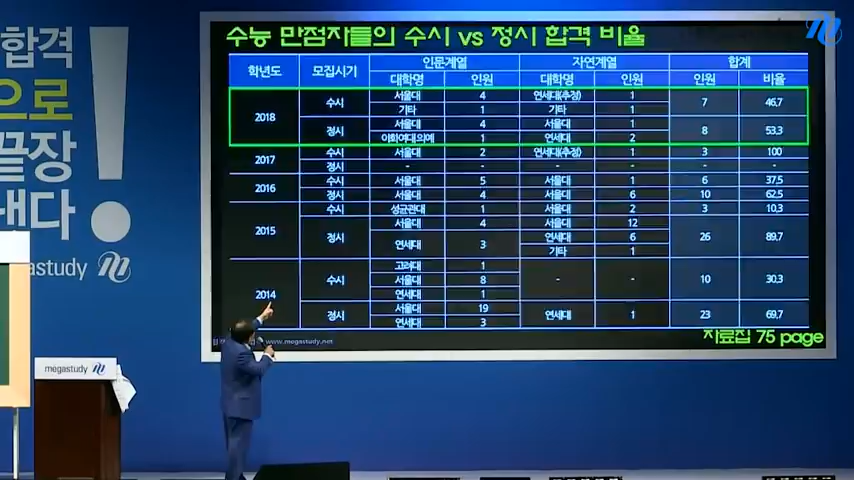 합격
으로
끝장
낸다
!
megastudy
수능 만점자들의 수시 vs 정시 합격 비율
학년도 모집시기 인문계열 자연계열 합계
대학명 인원 대학명 인원 인원 비율
2018 수시 서울대 4 연세대(추정) 1 7 46.7
기타 1 기타 1
정시 서울대 4 서울대 1 8 53.3
이화여대의예 1 연세대 2
2017 수시 서울대 2 연세대(추정) 1 3 100
정시 - - - - - -
2016 수시 서울대 5 서울대 1 6 37.5
정시 서울대 4 서울대 6 10 62.5
2015 수시 성균관대 1 서울대 2 3 10.3
정시 서울대 4 서울대 12 26 89.7
연세대 3 연세대 6
기타 1
2014 수시 고려대 1 - - 10 30.3
서울대 8
연세대 1
정시 서울대 19 연세대 1 23 69.7
연세대 3
www.megastudy.net
자료집 75 page
megastudy